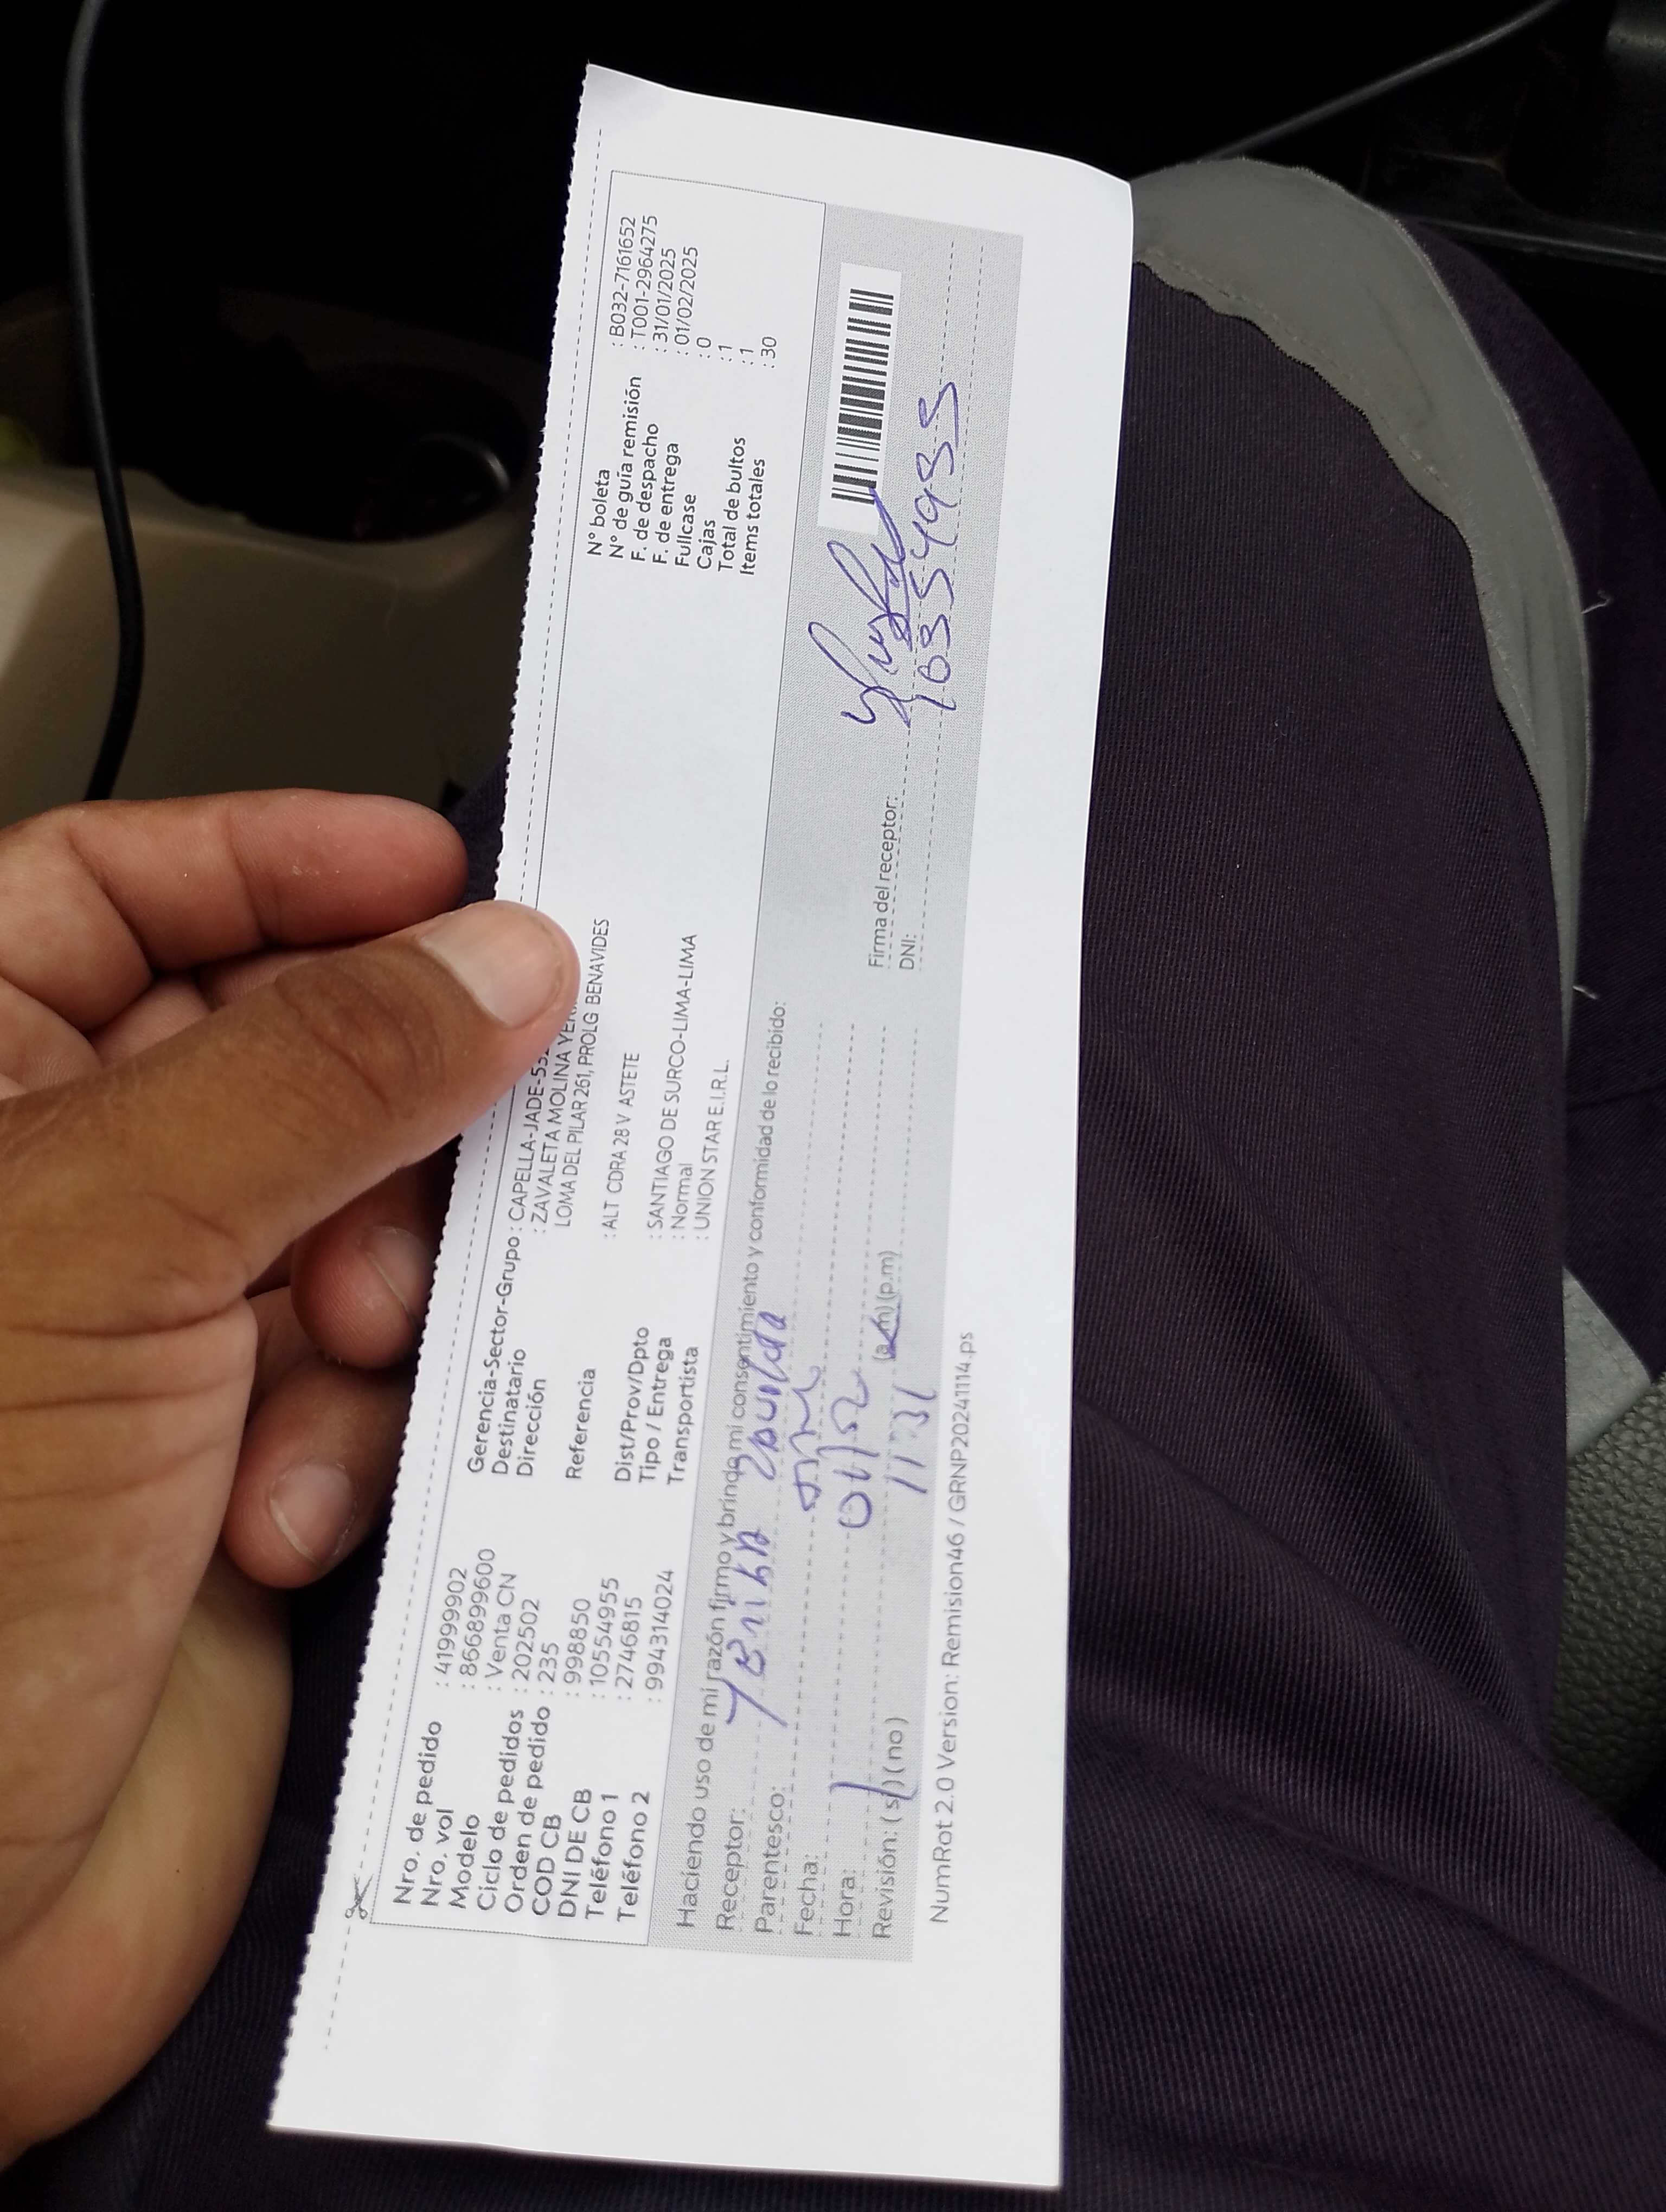 Nro. de pedido : 41999902
Nro. vol : 866899600
Modelo : Venta CN
Ciclo de pedidos : 202502
Orden de pedido : 235
COD CB : 998850
DNI DE CB : 10554955
Teléfono 1 : 2746815
Teléfono 2 : 994314024
Gerencia-Sector-Grupo : CAPELLA-JADE-
Destinatario : ZAVALETA MOLINA
Dirección LOMA DEL PILAR 261, PROLG BENAVIDES
Referencia : ALT CDRA 28 V ASTETE
Dist/Prov/Dpto : SANTIAGO DE SURCO-LIMA-LIMA
Tipo / Entrega : Normal
Transportista : UNION STAR E.I.R.L.
N° boleta : B032-7161652
N° de guía remisión : T001-2964275
F. de despacho : 31/01/2025
F. de entrega : 01/02/2025
Fullcase : 0
Cajas : 1
Total de bultos : 1
Items totales : 30
Haciendo uso de mi razón firmo y brindo mi consentimiento y conformidad de lo recibido:
Receptor:
Parentesco:
Fecha:
Hora: 11:31 (a.m) (p.m)
Revisión: ( si ) ( no )
Firma del receptor:
DNI:
NumRot 2.0 Version: Remision46 / GRNP20241114.ps